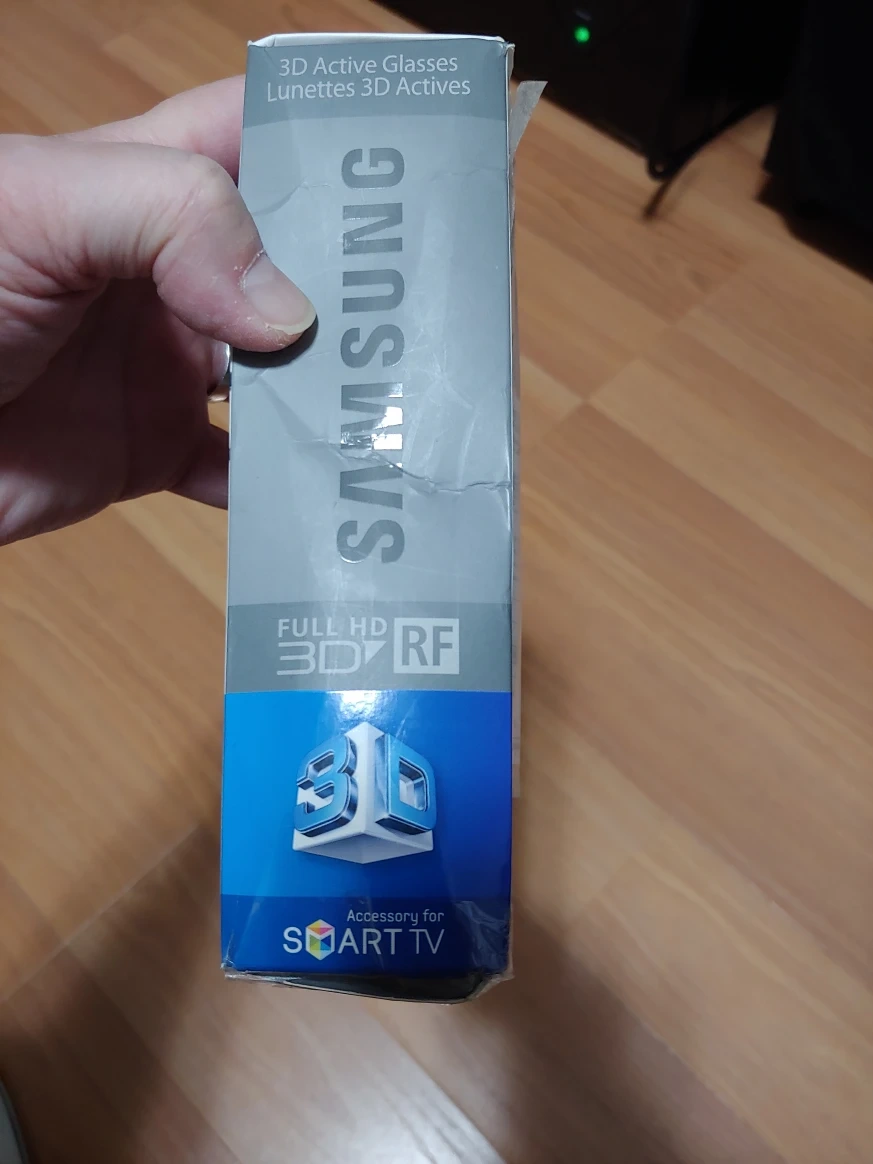 3D Active Glasses
Lunettes 3D Actives
SAMSUNG
FULL HD
3D
RF
3D
Accessory for
SMART TV